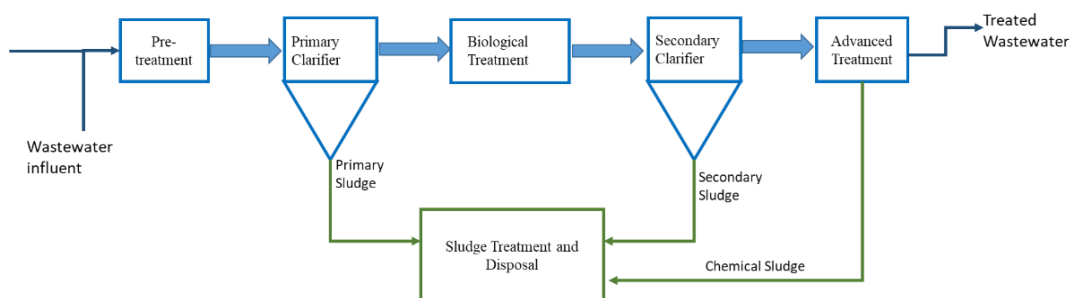 Pre-
treatment
Primary
Clarifier
Biological
Treatment
Secondary
Clarifier
Advanced
Treatment
Treated
Wastewater
Wastewater
influent
Primary
Sludge
Secondary
Sludge
Sludge Treatment and
Disposal
Chemical Sludge